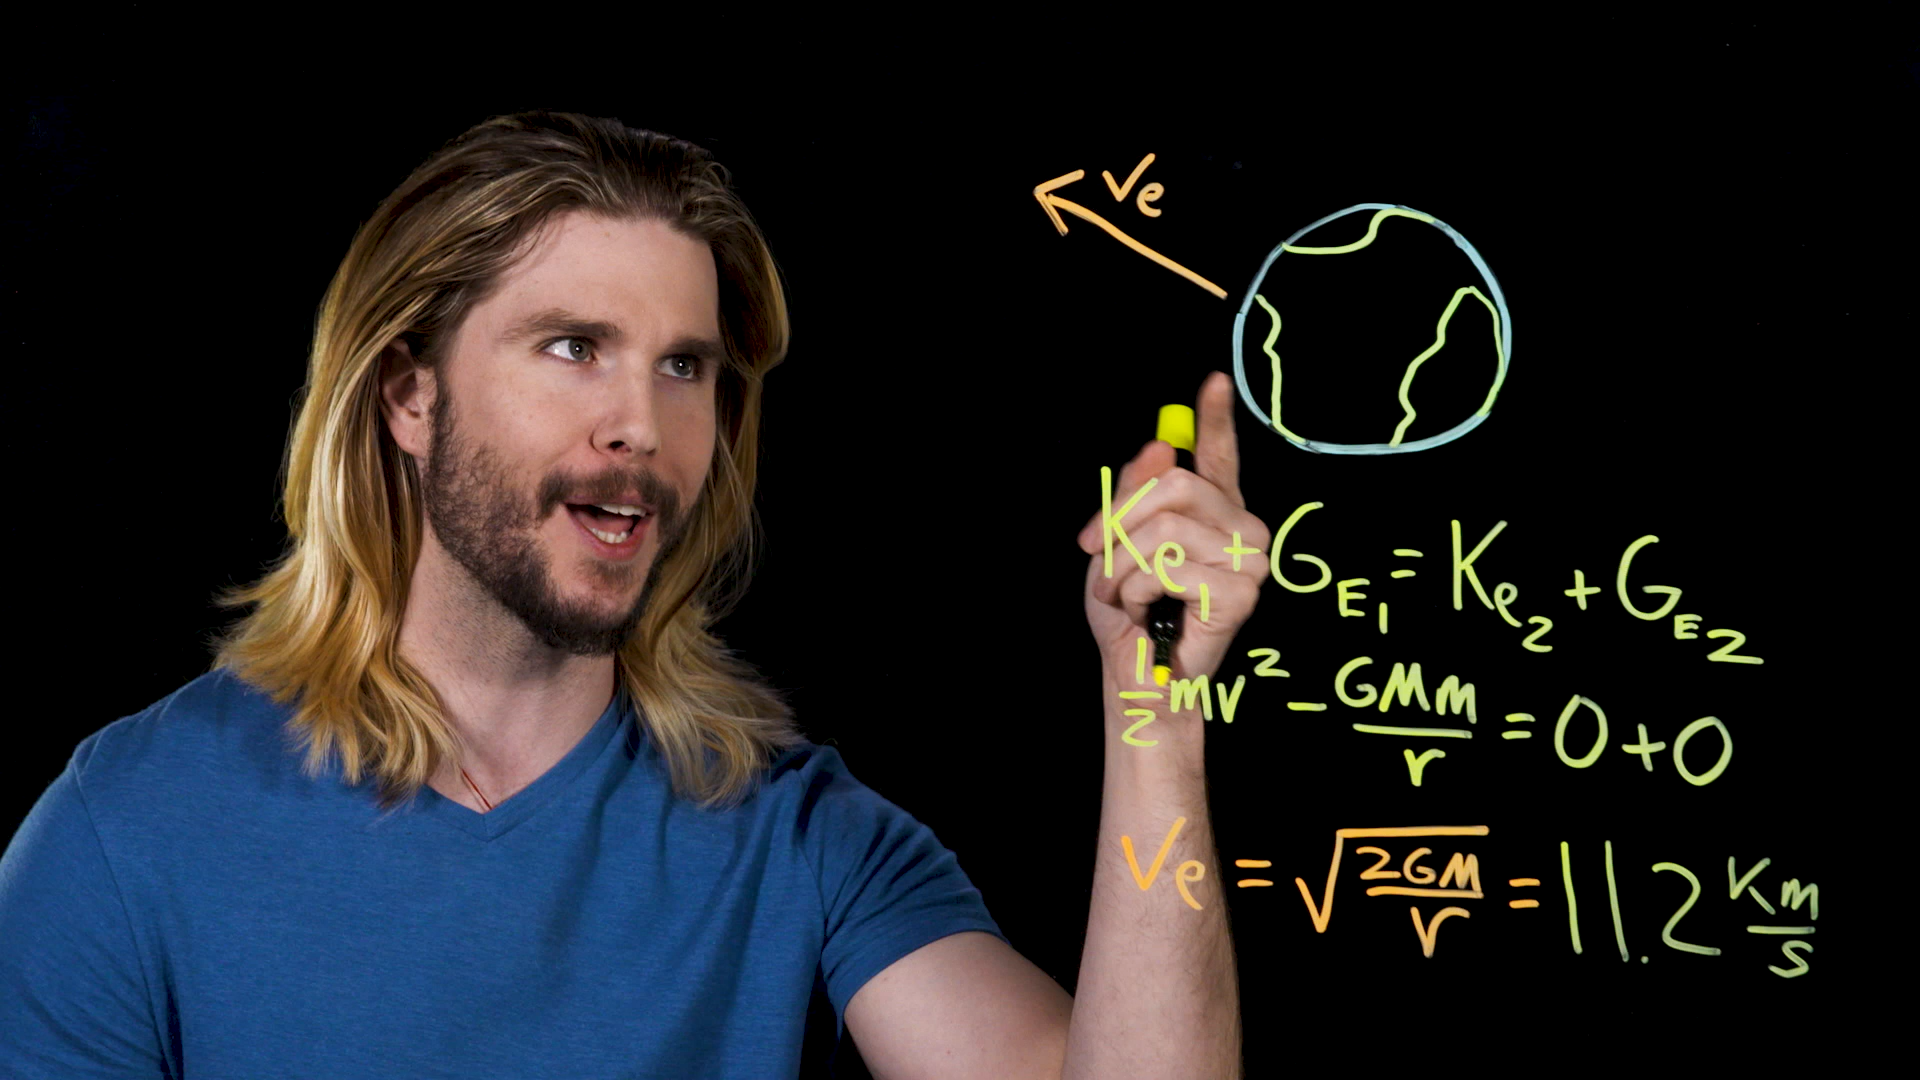 Ve
Ke₁ + GE₁ = Ke₂ + GE₂
1/2 mv² - GMm/r = 0 + 0
Ve = √(2GM/r) = 11.2 Km/s